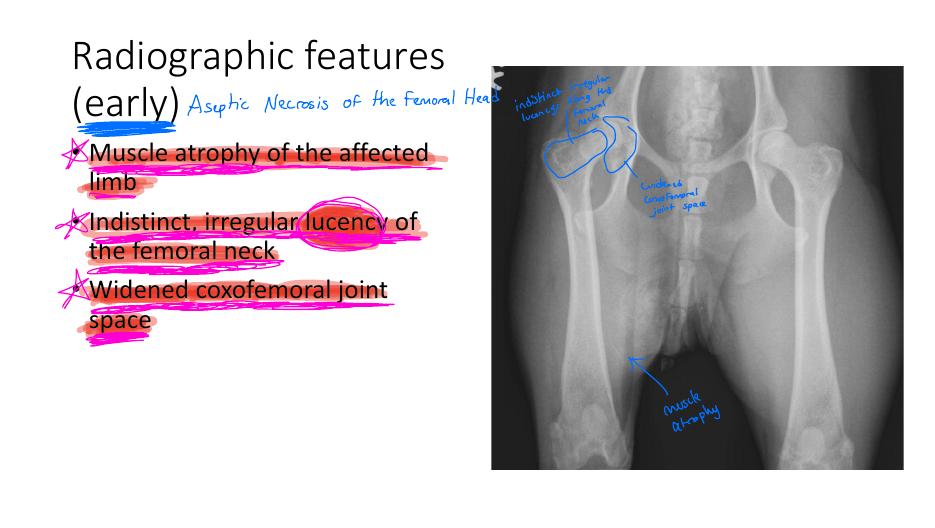 Radiographic features
(early) Aseptic Necrosis of the Femoral Head
• Muscle atrophy of the affected
limb
• Indistinct, irregular lucency of
the femoral neck
• Widened coxofemoral joint
space
indistinct irregular
lucency along the
femoral
neck
widened
coxofemoral
joint space
muscle
atrophy